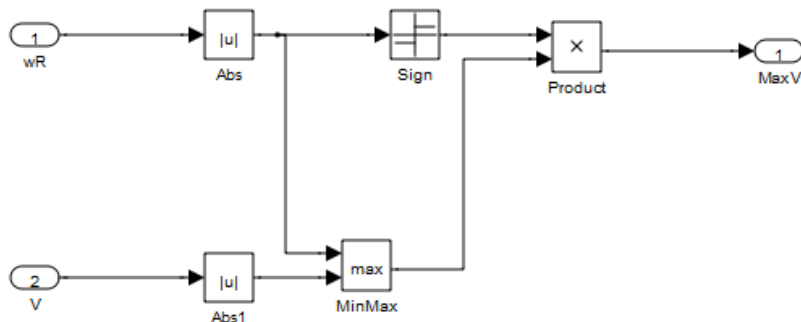 1
wR
|u|
Abs
Sign
×
Product
1
MaxV
2
V
|u|
Abs1
max
MinMax